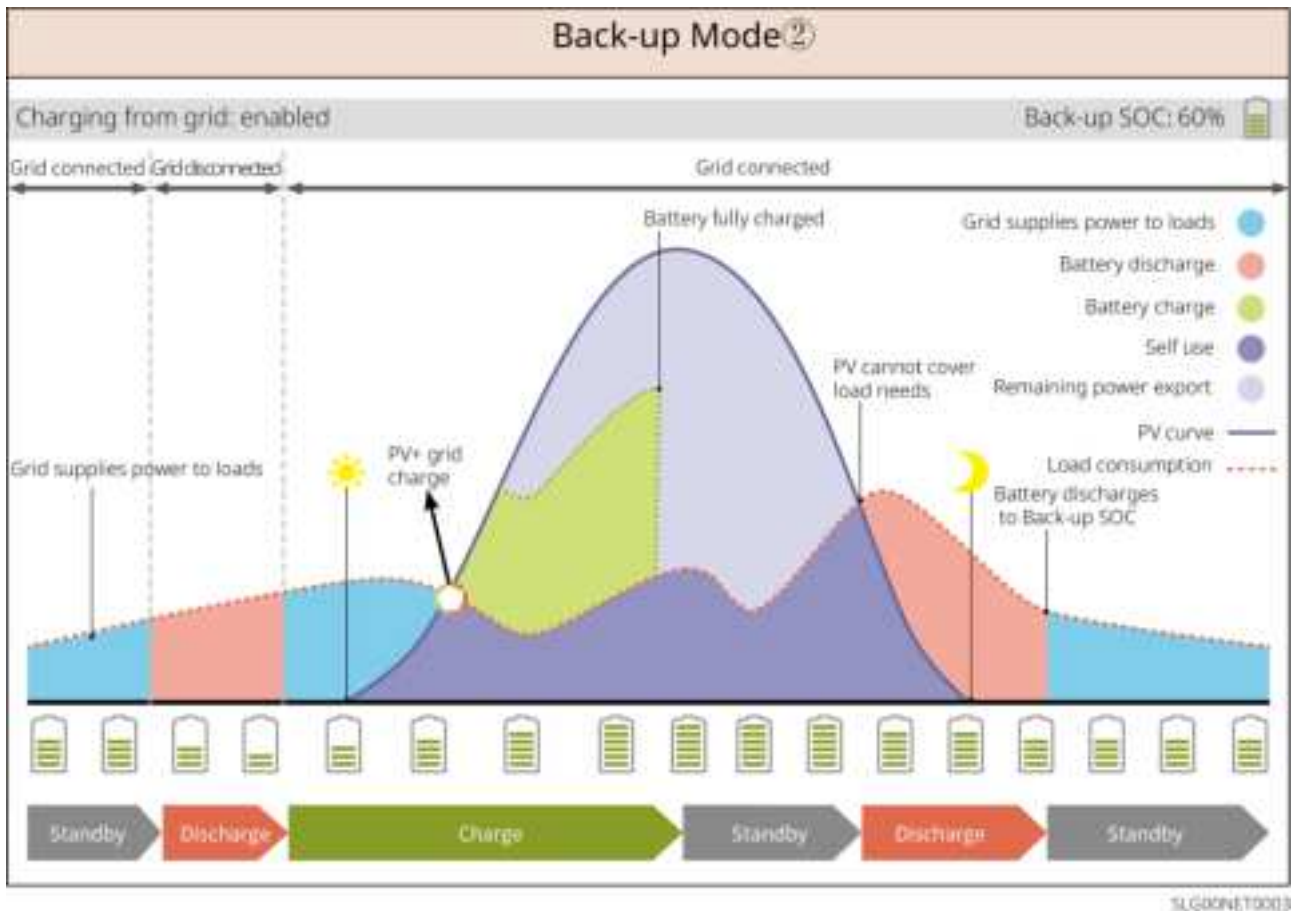 Back-up Mode②
Charging from grid: enabled
Back-up SOC: 60%
Grid connected
Grid disconnected
Grid connected
Battery fully charged
Grid supplies power to loads
Battery discharge
Battery charge
Self use
Remaining power export
PV curve
Load consumption
PV cannot cover
load needs
PV+ grid
charge
Grid supplies power to loads
Battery discharges
to Back-up SOC
Standby
Discharge
Charge
Standby
Discharge
Standby
SLG00NET0003